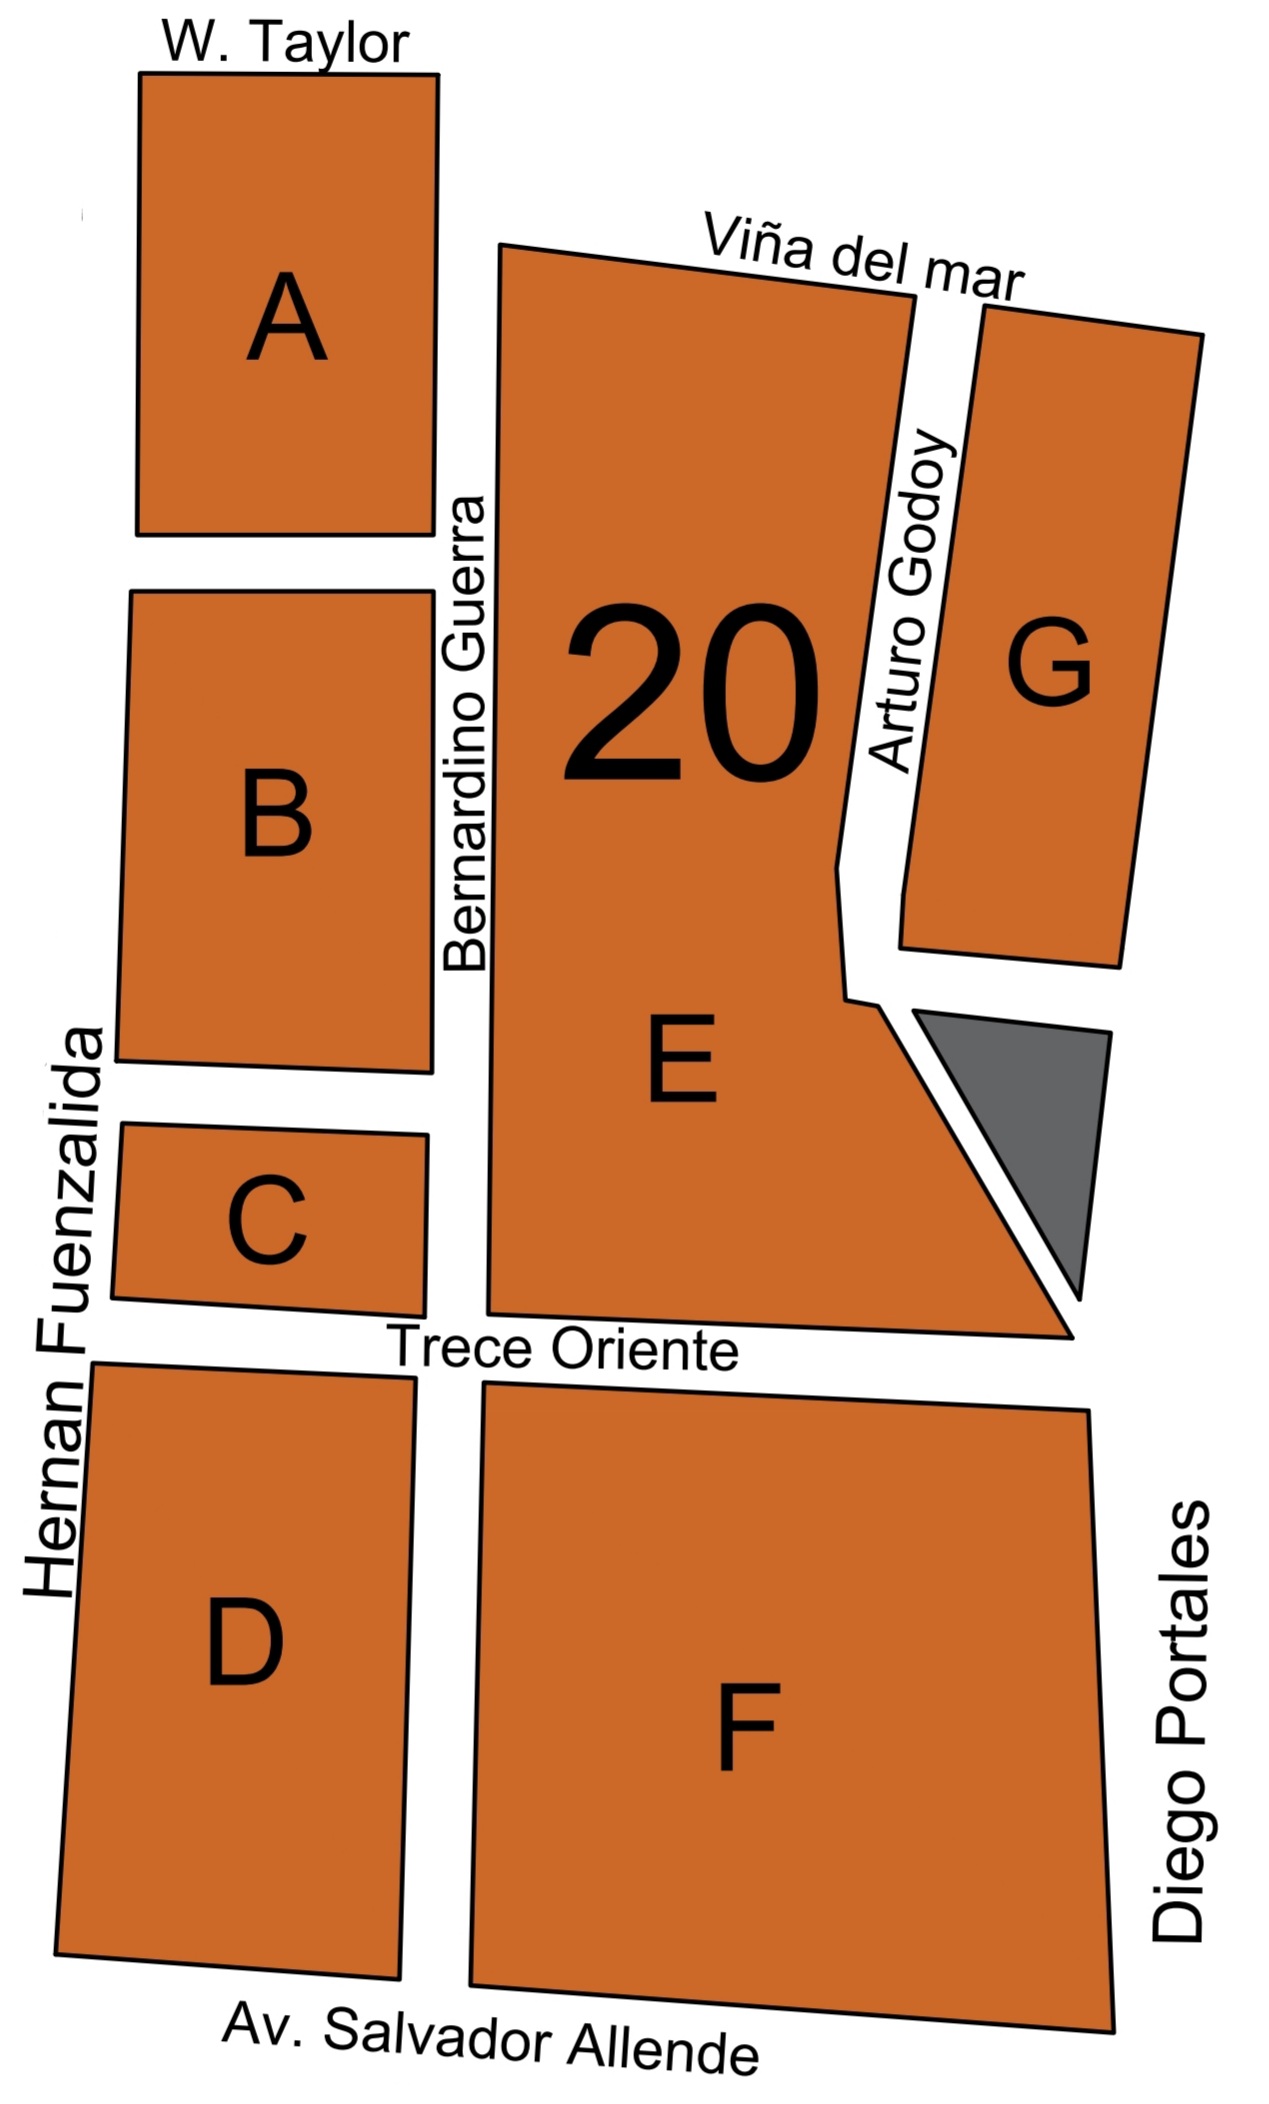 W. Taylor
Viña del mar
A
Bernardino Guerra
20
Arturo Godoy
G
B
E
C
Hernan Fuenzalida
Trece Oriente
D
F
Diego Portales
Av. Salvador Allende